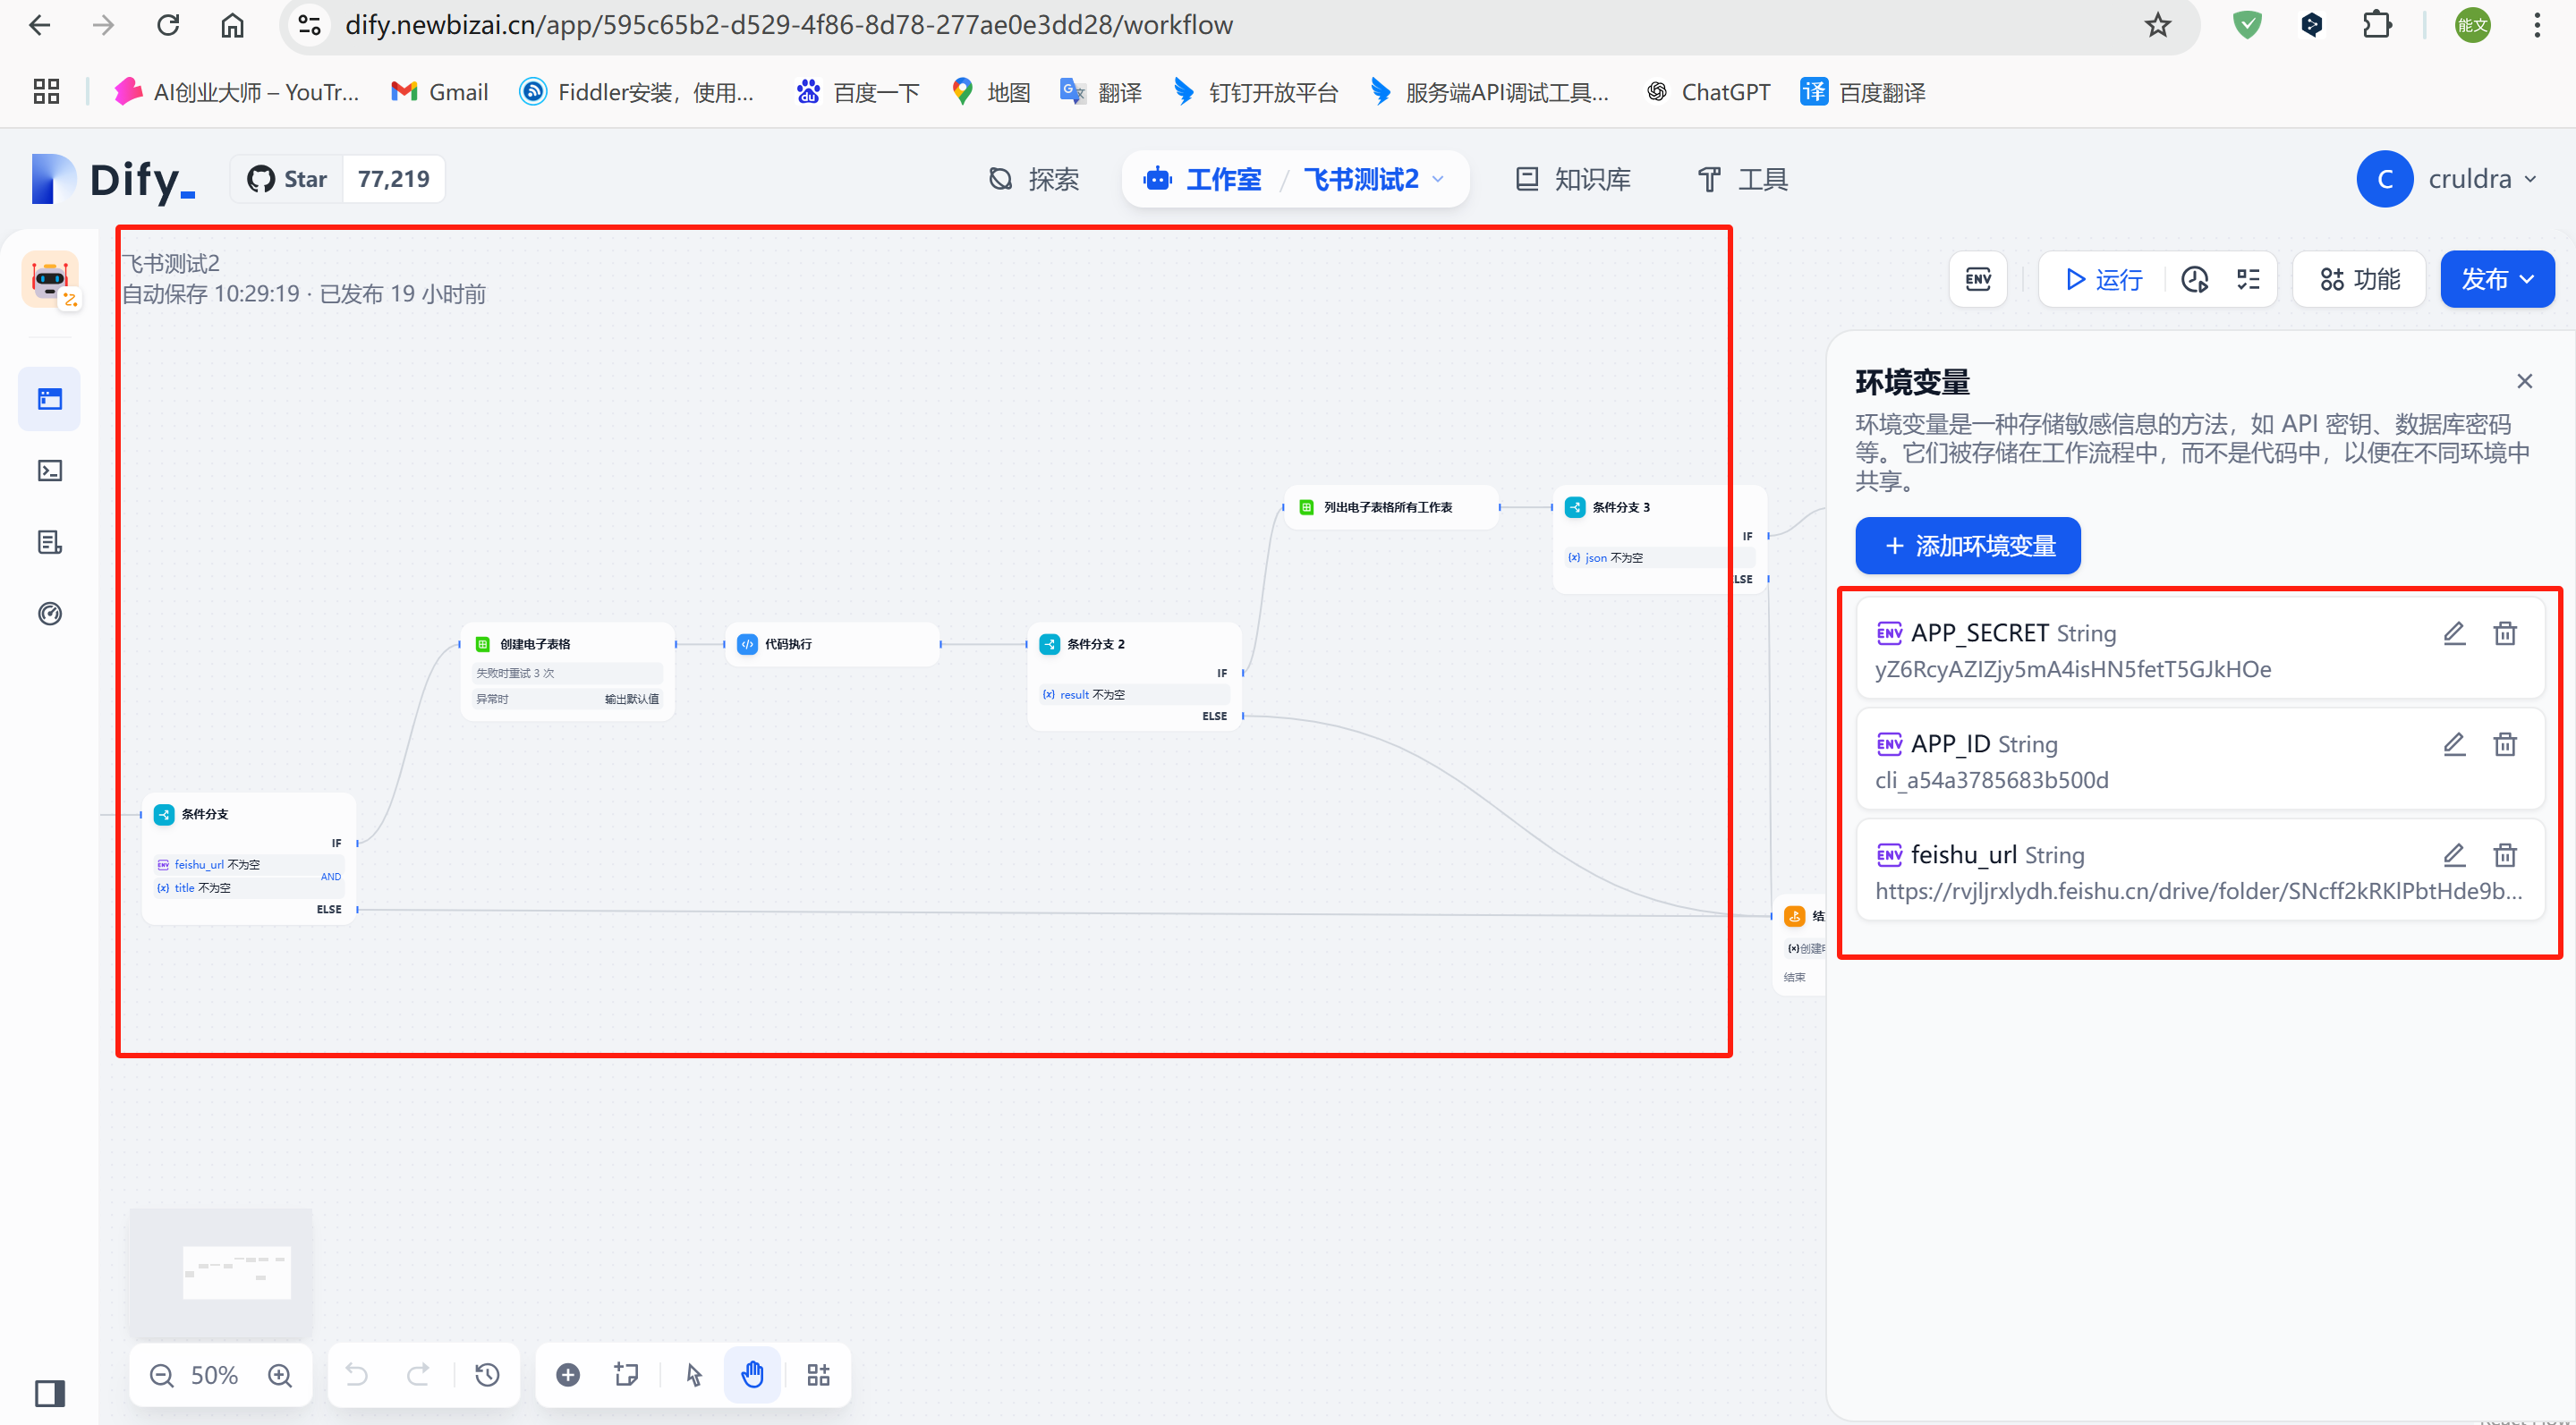 dify.newbizai.cn/app/595c65b2-d529-4f86-8d78-277ae0e3dd28/workflow
能文
AI创业大师 – YouTr...
Gmail
Fiddler安装，使用...
百度一下
地图
翻译
钉钉开放平台
服务端API调试工具...
ChatGPT
译 百度翻译
Dify_
Star 77,219
探索
工作室 / 飞书测试2
知识库
工具
C cruldra
飞书测试2
自动保存 10:29:19 · 已发布 19 小时前
ENV
运行
功能
发布
环境变量
环境变量是一种存储敏感信息的方法，如 API 密钥、数据库密码
等。它们被存储在工作流程中，而不是代码中，以便在不同环境中
共享。
+ 添加环境变量
ENV APP_SECRET String
yZ6RcyAZIZjy5mA4isHN5fetT5GJkHOe
ENV APP_ID String
cli_a54a3785683b500d
ENV feishu_url String
https://rvjljrxlydh.feishu.cn/drive/folder/SNcff2kRKlPbtHde9b...
列出电子表格所有工作表
条件分支 3
IF
{x} json 不为空
LSE
创建电子表格
失败时重试 3 次
异常时 输出默认值
代码执行
条件分支 2
IF
{x} result 不为空
ELSE
条件分支
IF
ENV feishu_url 不为空
AND
{x} title 不为空
ELSE
{x}创建
结束
50%